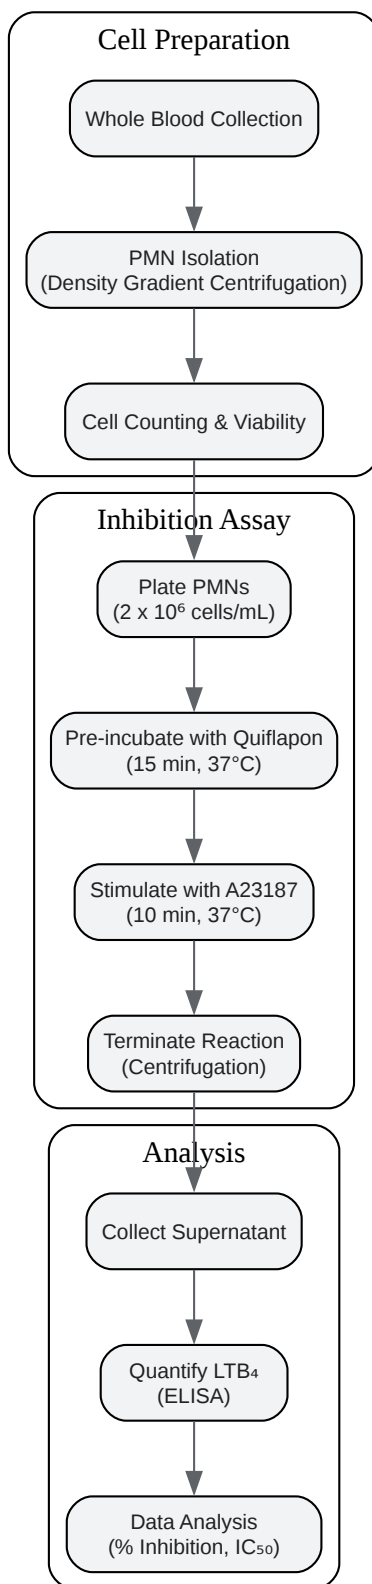 Cell Preparation
Whole Blood Collection
PMN Isolation
(Density Gradient Centrifugation)
Cell Counting & Viability
Inhibition Assay
Plate PMNs
(2 x 10⁶ cells/mL)
Pre-incubate with Quiflapon
(15 min, 37°C)
Stimulate with A23187
(10 min, 37°C)
Terminate Reaction
(Centrifugation)
Analysis
Collect Supernatant
Quantify LTB₄
(ELISA)
Data Analysis
(% Inhibition, IC₅₀)